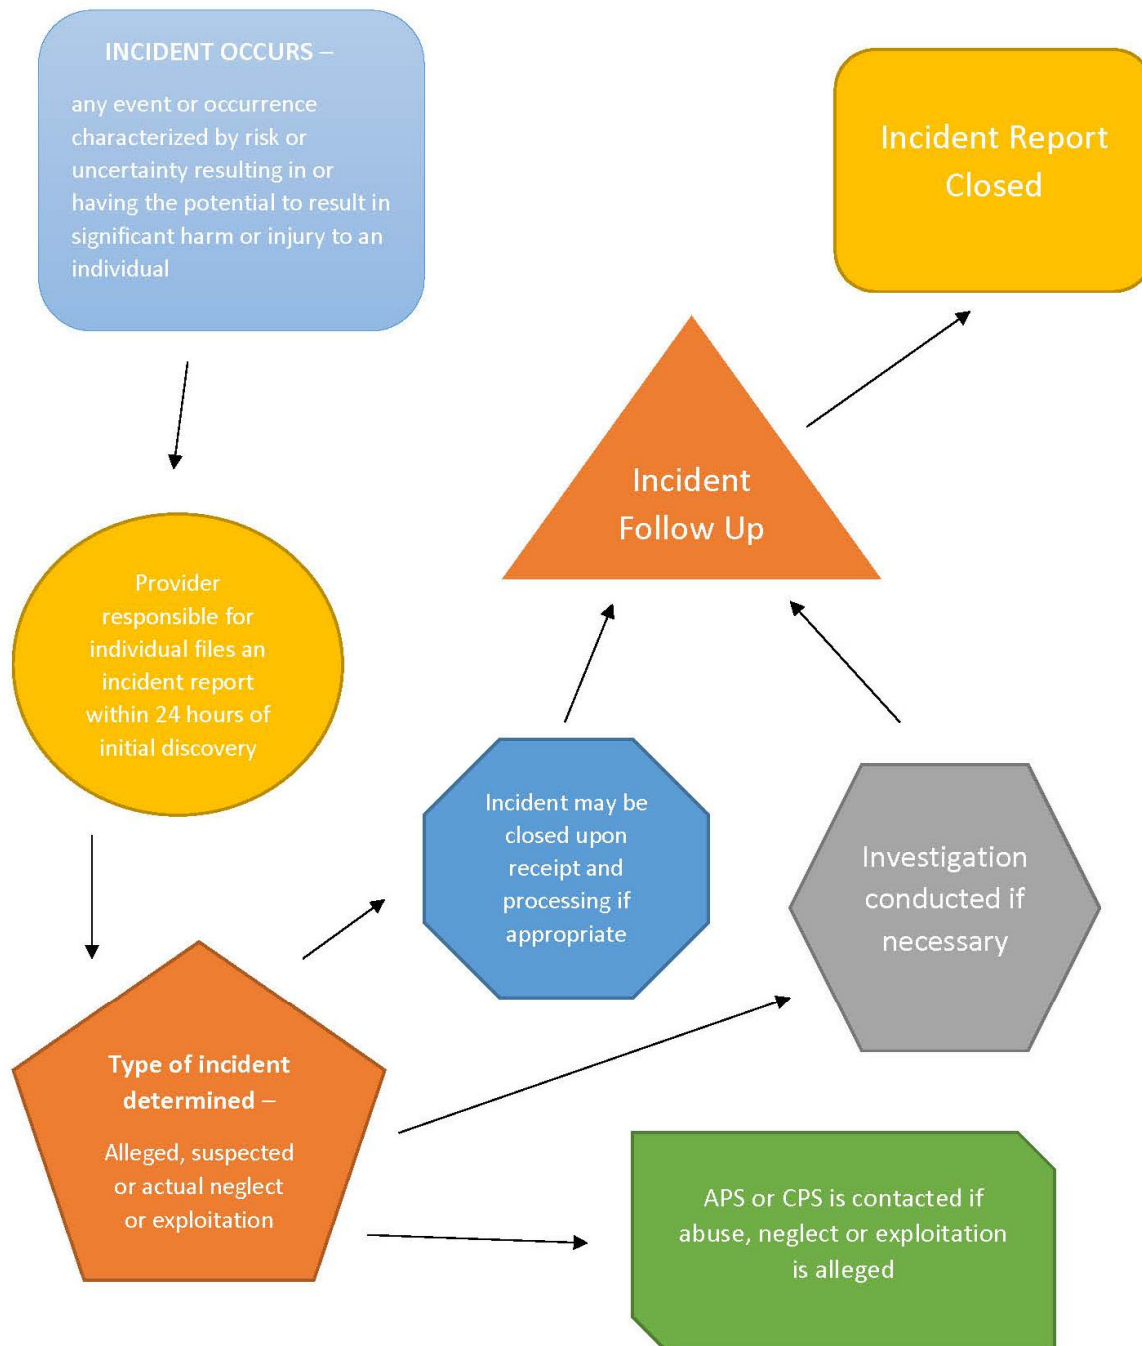 INCIDENT OCCURS –
any event or occurrence
characterized by risk or
uncertainty resulting in or
having the potential to result in
significant harm or injury to an
individual
Provider
responsible for
individual files an
incident report
within 24 hours of
initial discovery
Type of incident
determined –
Alleged, suspected
or actual neglect
or exploitation
Incident may be
closed upon
receipt and
processing if
appropriate
Investigation
conducted if
necessary
APS or CPS is contacted if
abuse, neglect or exploitation
is alleged
Incident
Follow Up
Incident Report
Closed